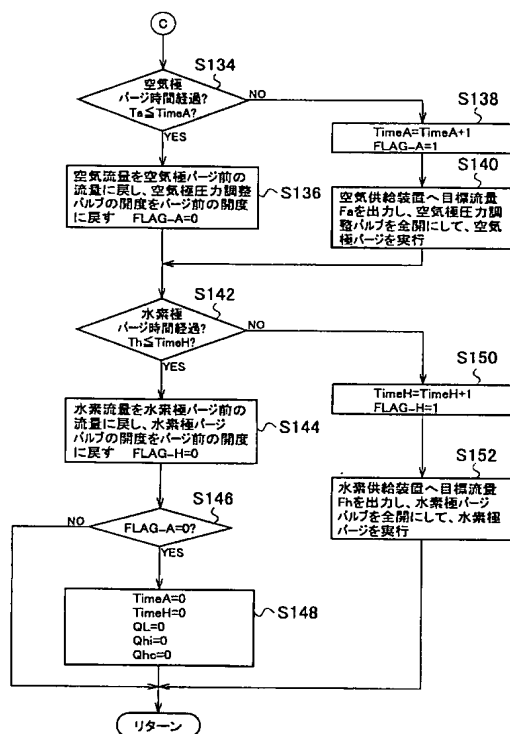 C
S134
空気極
パージ時間経過?
Ta≦TimeA?
NO
YES
S138
TimeA=TimeA+1
FLAG-A=1
空気流量を空気極パージ前の
流量に戻し、空気極圧力調整
バルブの開度をパージ前の開度
に戻す FLAG-A=0
S136
S140
空気供給装置へ目標流量
Faを出力し、空気極圧力調
整バルブを全開にして、空気
極パージを実行
S142
水素極
パージ時間経過?
Th≦TimeH?
NO
YES
S150
TimeH=TimeH+1
FLAG-H=1
水素流量を水素極パージ前の
流量に戻し、水素極パージ
バルブの開度をパージ前の開度
に戻す FLAG-H=0
S144
S152
水素供給装置へ目標流量
Fhを出力し、水素極パージ
バルブを全開にして、水素極
パージを実行
S146
NO
FLAG-A=0?
YES
TimeA=0
TimeH=0
QL=0
Qhi=0
Qhc=0
S148
リターン